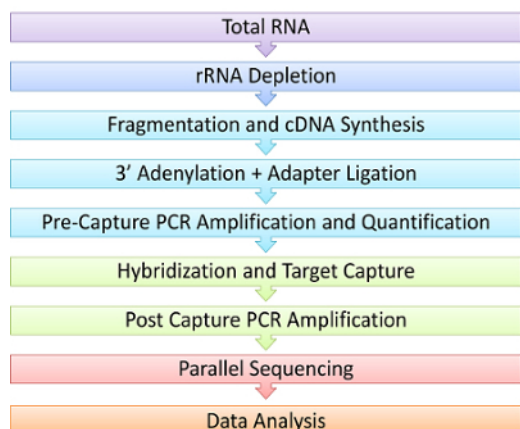 Total RNA
rRNA Depletion
Fragmentation and cDNA Synthesis
3’ Adenylation + Adapter Ligation
Pre-Capture PCR Amplification and Quantification
Hybridization and Target Capture
Post Capture PCR Amplification
Parallel Sequencing
Data Analysis